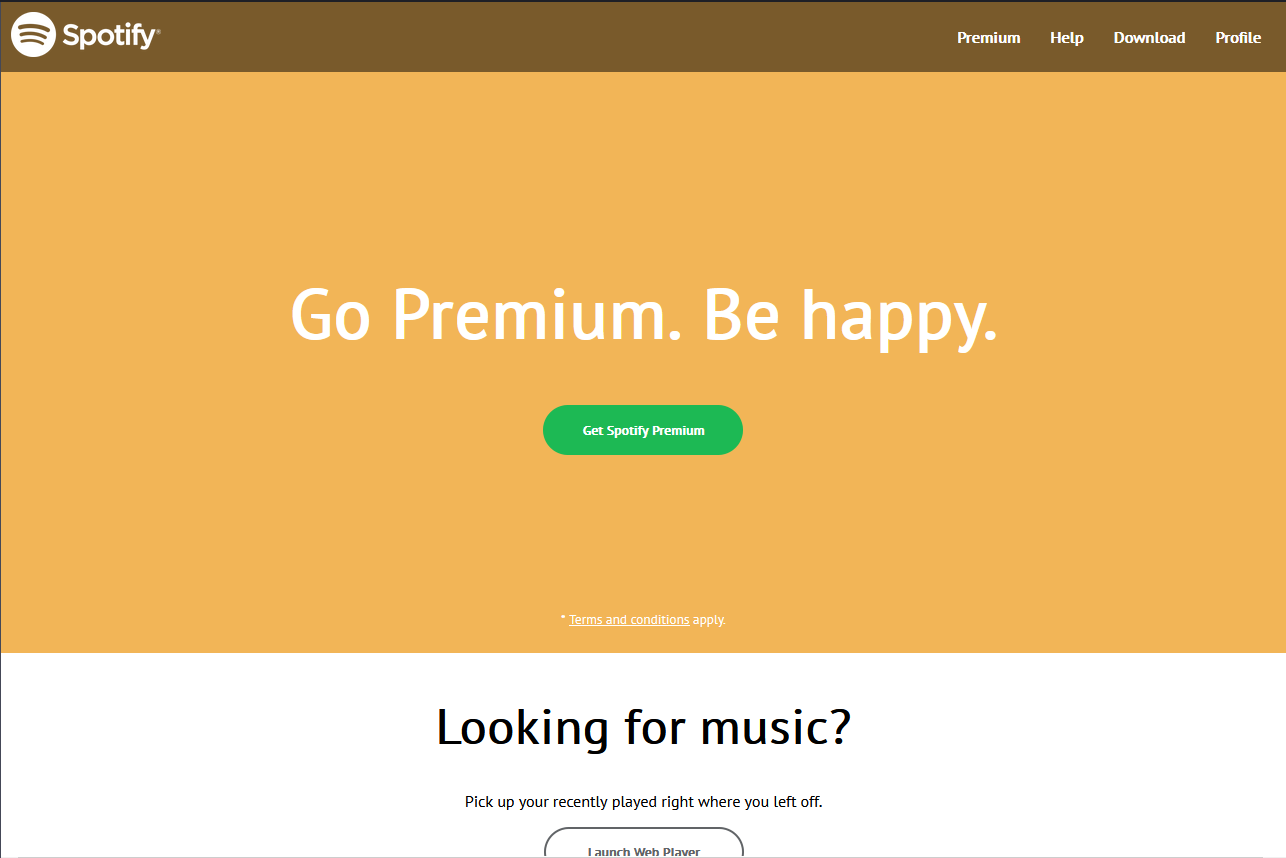 Spotify®
Premium Help Download Profile
Go Premium. Be happy.
Get Spotify Premium
* Terms and conditions apply.
Looking for music?
Pick up your recently played right where you left off.
Launch Web Player